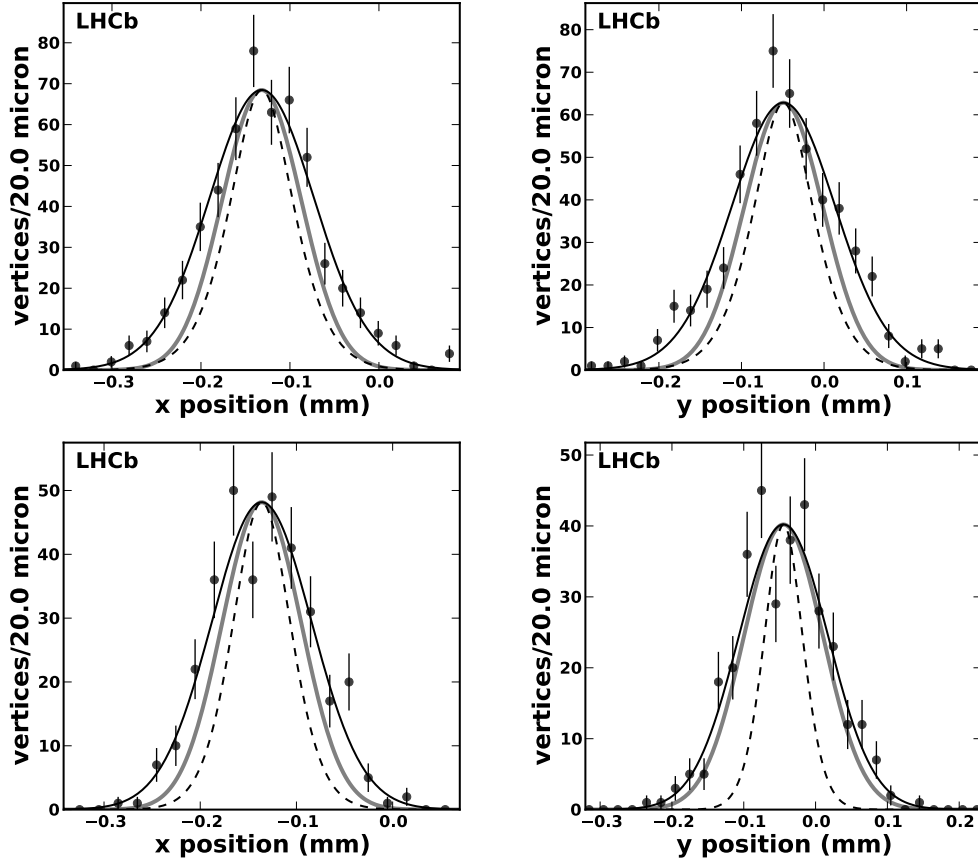 LHCb
vertices/20.0 micron
80
70
60
50
40
30
20
10
0
−0.3 −0.2 −0.1 0.0
x position (mm)
LHCb
vertices/20.0 micron
80
70
60
50
40
30
20
10
0
−0.2 −0.1 0.0 0.1
y position (mm)
LHCb
vertices/20.0 micron
50
40
30
20
10
0
−0.3 −0.2 −0.1 0.0
x position (mm)
LHCb
vertices/20.0 micron
50
40
30
20
10
0
−0.3 −0.2 −0.1 0.0 0.1 0.2
y position (mm)